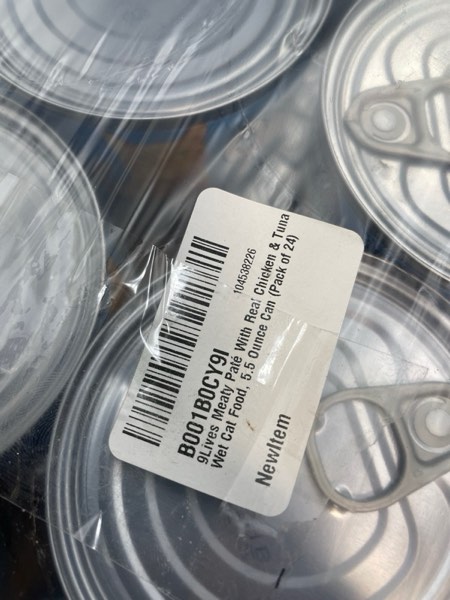 104538226
B001B0CY9I
9Lives Meaty Paté With Real Chicken & Tuna
Wet Cat Food, 5.5 Ounce Can (Pack of 24)
NewItem